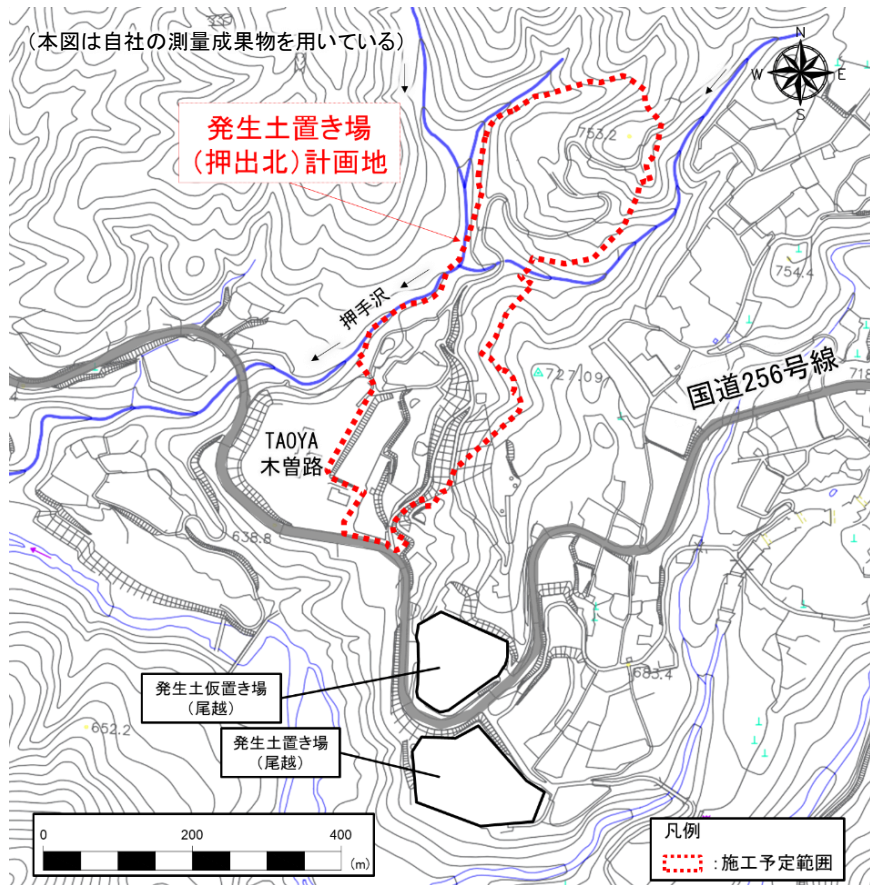 (本図は自社の測量成果物を用いている)
N
W E
S
発生土置き場
(押出北)計画地
753.2
754.4
押手沢
727.09
国道256号線
718
TAOYA
木曽路
638.8
683.4
発生土仮置き場
(尾越)
652.2
発生土置き場
(尾越)
0 200 400
(m)
凡例
:施工予定範囲